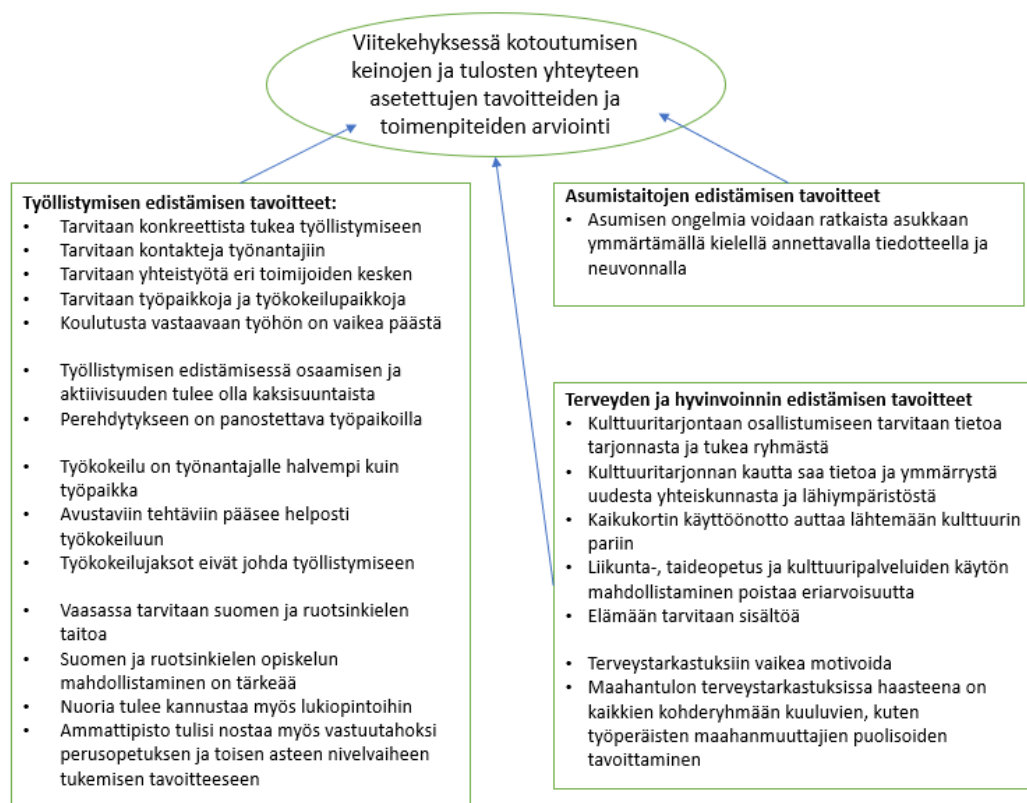 Viitekehyksessä kotoutumisen
keinojen ja tulosten yhteyteen
asetettujen tavoitteiden ja
toimenpiteiden arviointi
Työllistymisen edistämisen tavoitteet:
• Tarvitaan konkreettista tukea työllistymiseen
• Tarvitaan kontakteja työnantajiin
• Tarvitaan yhteistyötä eri toimijoiden kesken
• Tarvitaan työpaikkoja ja työkokeilupaikkoja
• Koulutusta vastaavaan työhön on vaikea päästä
• Työllistymisen edistämisessä osaamisen ja
aktiivisuuden tulee olla kaksisuuntaista
• Perehdytykseen on panostettava työpaikoilla
• Työkokeilu on työnantajalle halvempi kuin
työpaikka
• Avustaviin tehtäviin pääsee helposti
työkokeiluun
• Työkokeilujaksot eivät johda työllistymiseen
• Vaasassa tarvitaan suomen ja ruotsinkielen
taitoa
• Suomen ja ruotsinkielen opiskelun
mahdollistaminen on tärkeää
• Nuoria tulee kannustaa myös lukiopintoihin
• Ammattipisto tulisi nostaa myös vastuutahoksi
perusopetuksen ja toisen asteen nivelvaiheen
tukemisen tavoitteeseen
Asumistaitojen edistämisen tavoitteet
• Asumisen ongelmia voidaan ratkaista asukkaan
ymmärtämällä kielellä annettavalla tiedotteella ja
neuvonnalla
Terveyden ja hyvinvoinnin edistämisen tavoitteet
• Kulttuuritarjontaan osallistumiseen tarvitaan tietoa
tarjonnasta ja tukea ryhmästä
• Kulttuuritarjonnan kautta saa tietoa ja ymmärrystä
uudesta yhteiskunnasta ja lähiympäristöstä
• Kaikukortin käyttöönotto auttaa lähtemään kulttuurin
pariin
• Liikunta-, taideopetus ja kulttuuripalveluiden käytön
mahdollistaminen poistaa eriarvoisuutta
• Elämään tarvitaan sisältöä
• Terveystarkastuksiin vaikea motivoida
• Maahantulon terveystarkastuksissa haasteena on
kaikkien kohderyhmään kuuluvien, kuten
työperäisten maahanmuuttajien puolisoiden
tavoittaminen